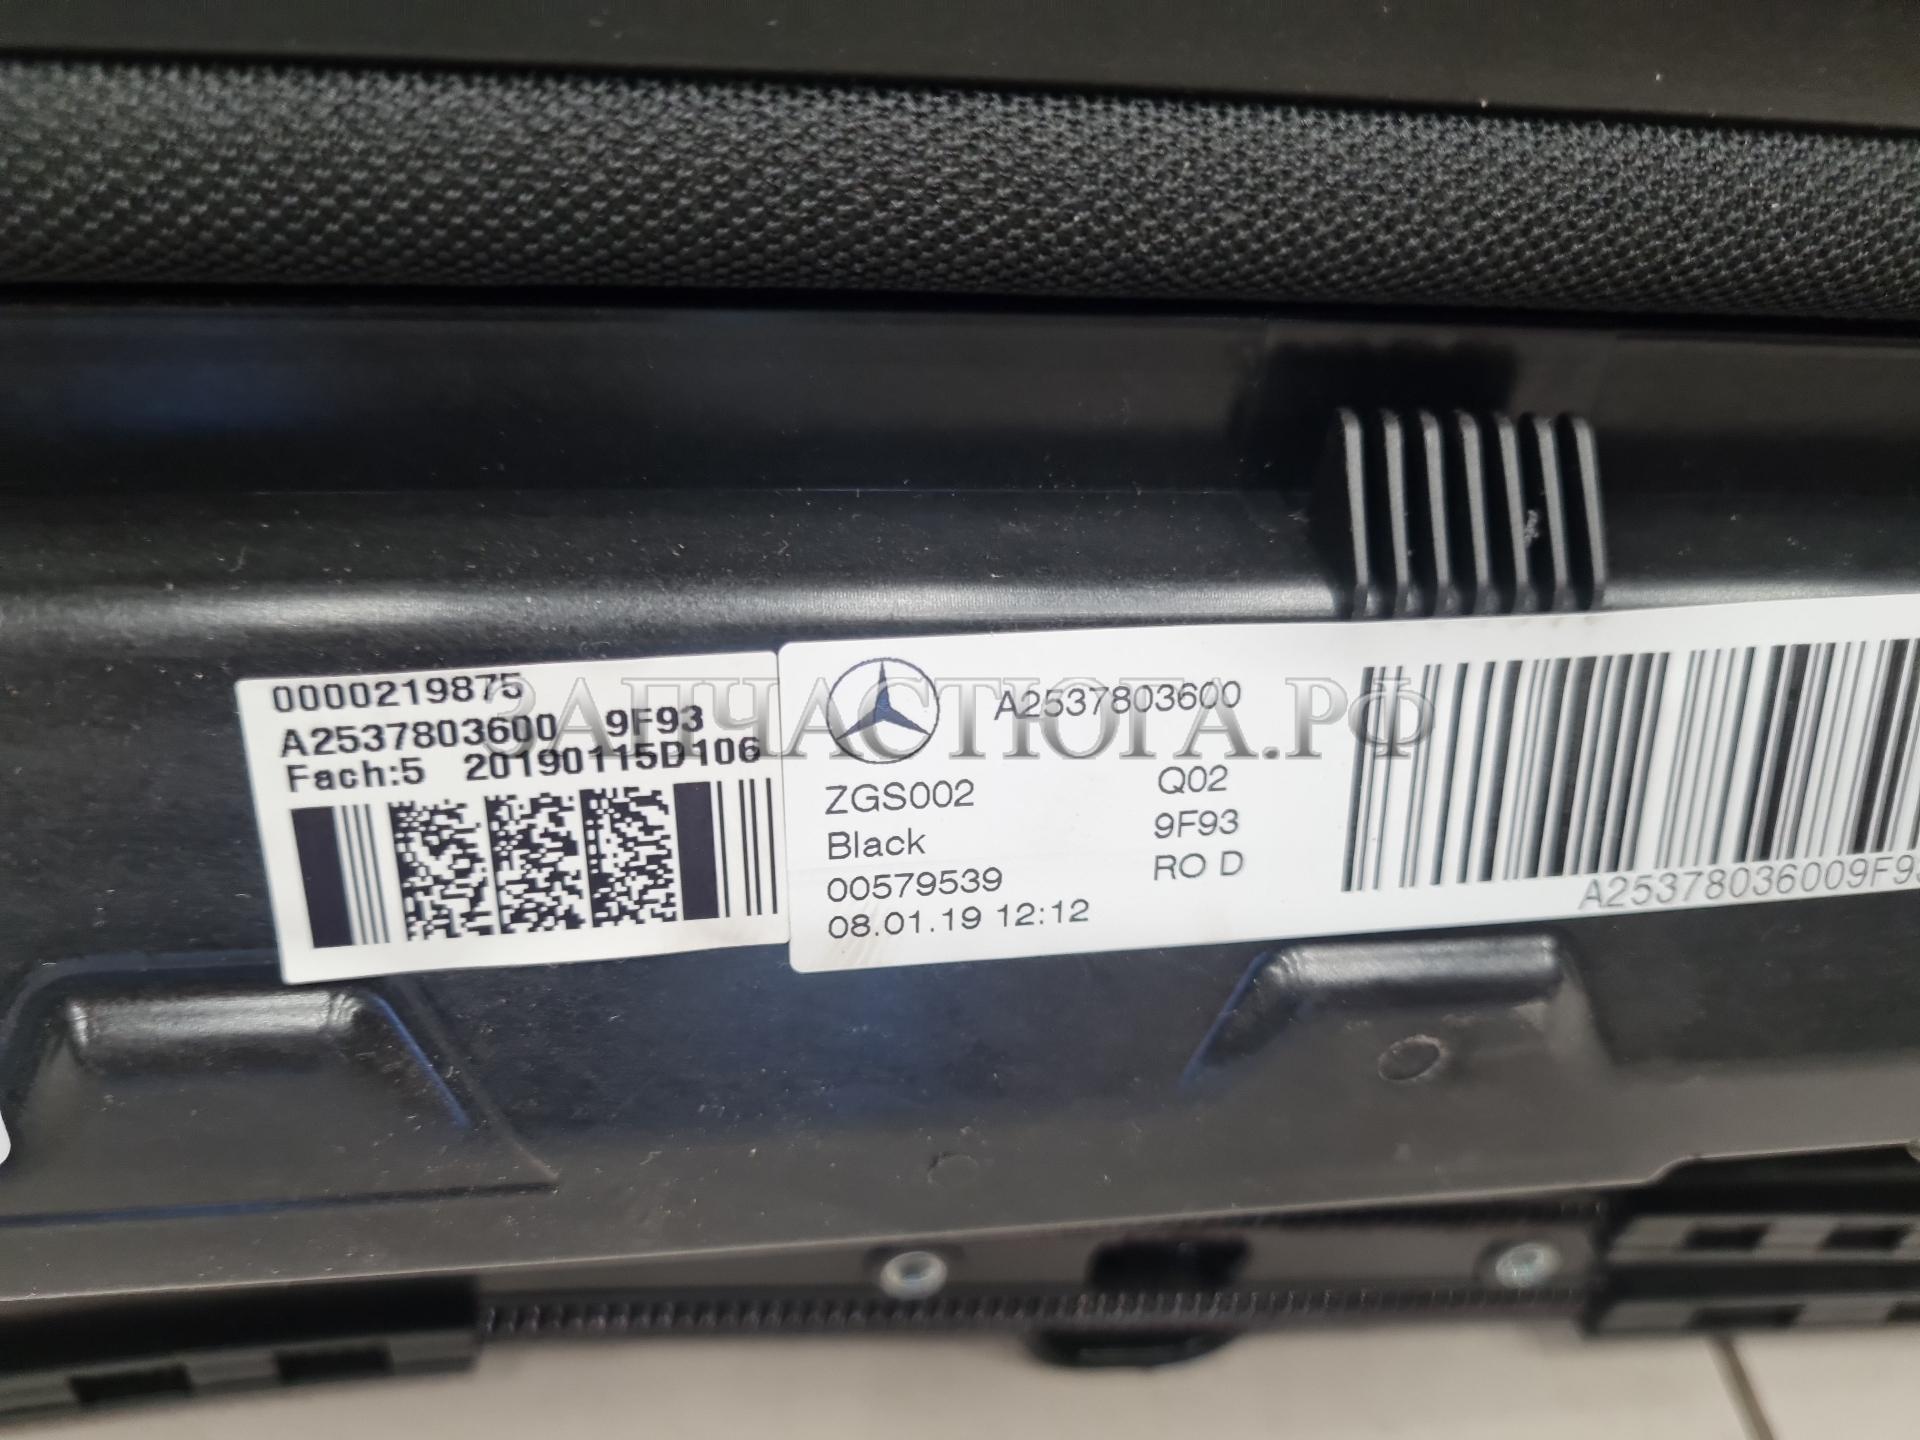 0000219875
A2537803600 9F93
Fach:5 20190115D106
A2537803600
ZGS002 Q02
Black 9F93
00579539 RO D
08.01.19 12:12
A25378036009F93
ЗАПЧАСТЮГА.РФ